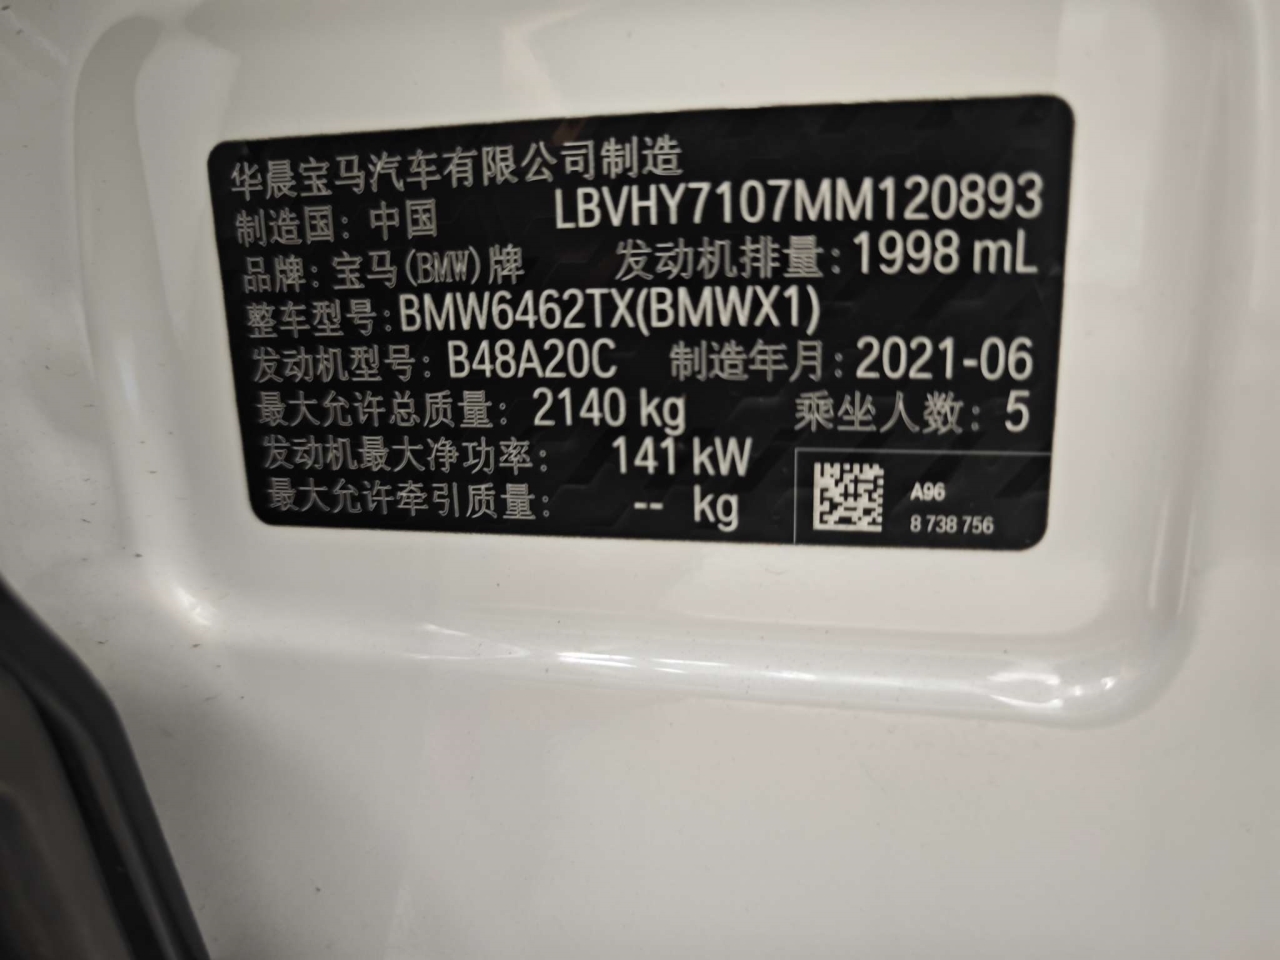 华晨宝马汽车有限公司制造
制造国：中国 LBVHY7107MM120893
品牌：宝马(BMW)牌 发动机排量：1998 mL
整车型号：BMW6462TX(BMWX1)
发动机型号：B48A20C 制造年月：2021-06
最大允许总质量：2140 kg 乘坐人数：5
发动机最大净功率：141 kW
最大允许牵引质量：-- kg
A96
8 738 756